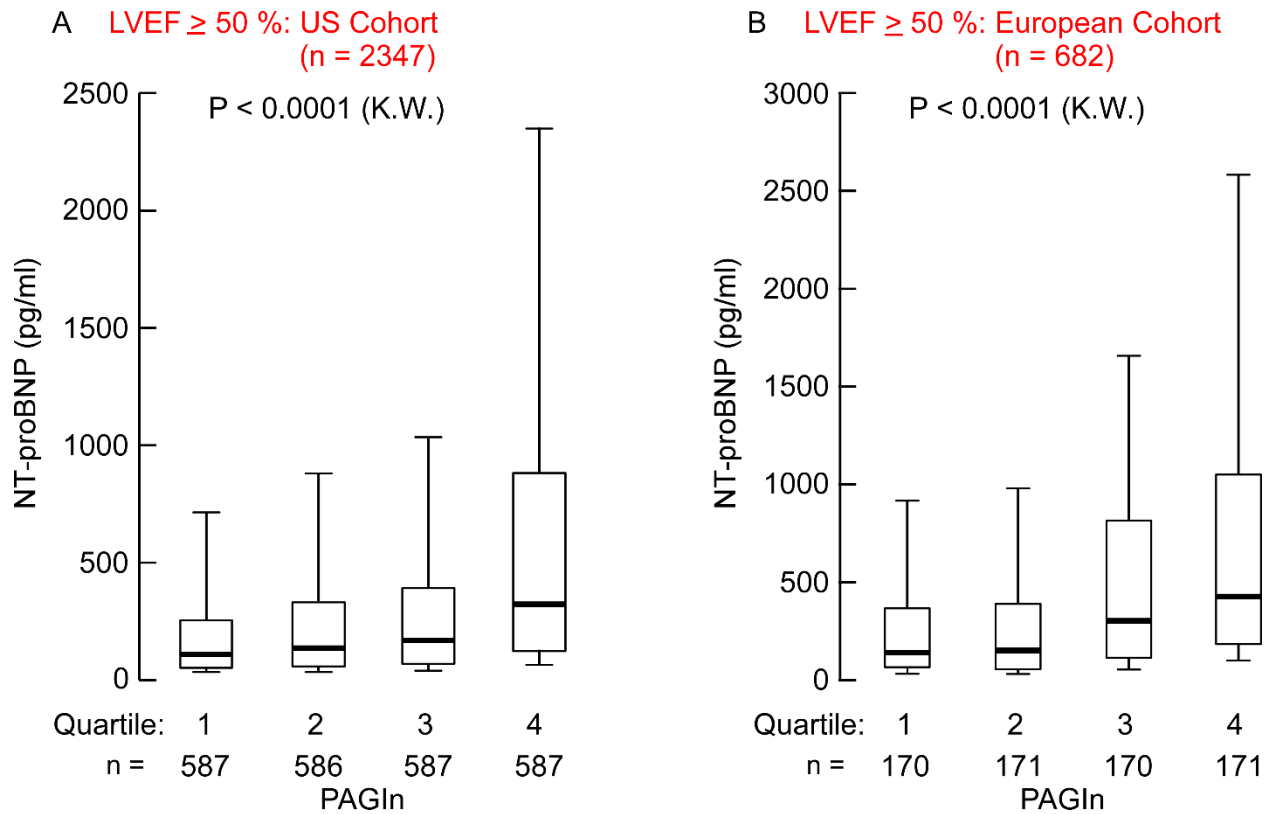 A LVEF ≥ 50 %: US Cohort
(n = 2347)
P < 0.0001 (K.W.)
NT-proBNP (pg/ml)
2500
2000
1500
1000
500
0
Quartile: 1 2 3 4
n = 587 586 587 587
PAGln
B LVEF ≥ 50 %: European Cohort
(n = 682)
P < 0.0001 (K.W.)
NT-proBNP (pg/ml)
3000
2500
2000
1500
1000
500
0
Quartile: 1 2 3 4
n = 170 171 170 171
PAGln